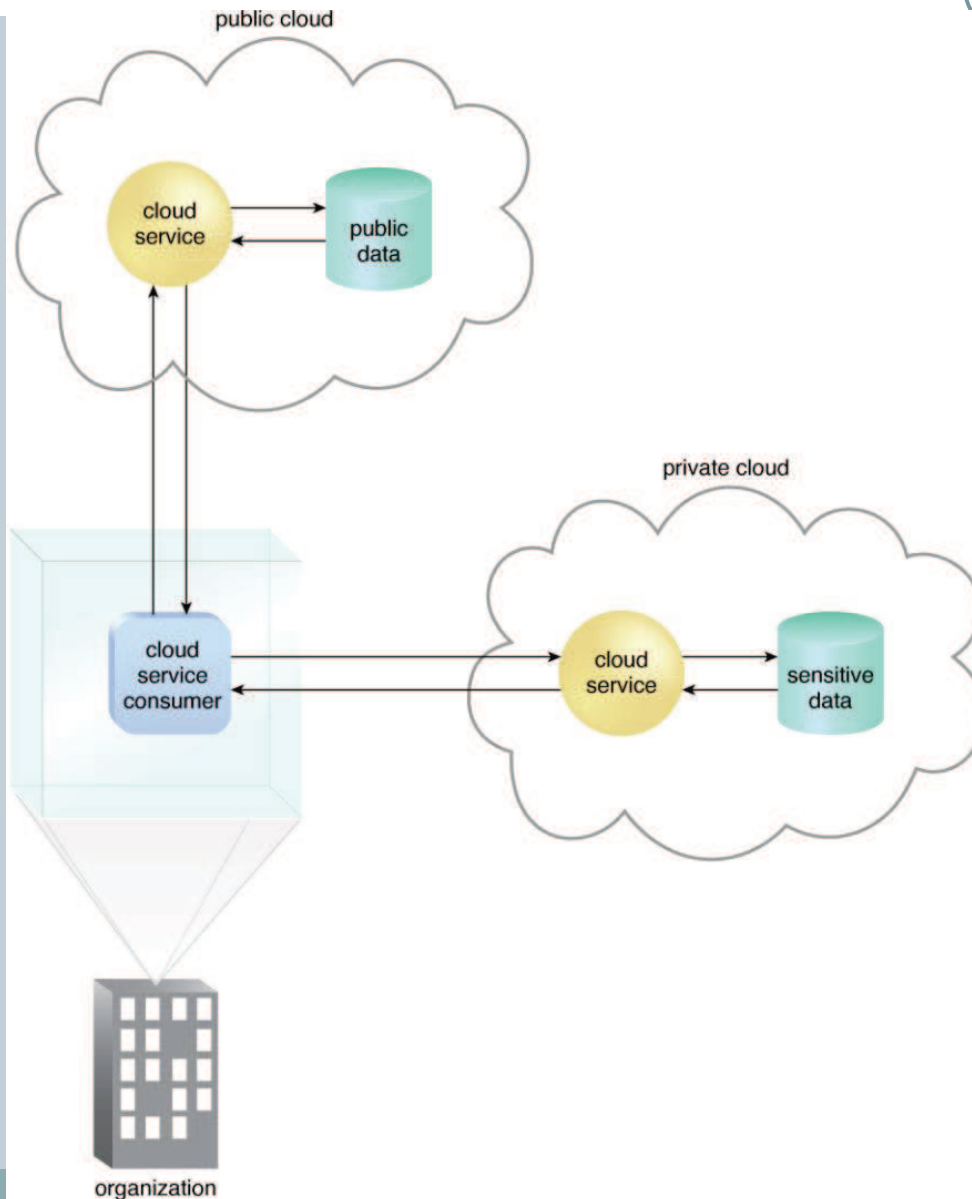 public cloud
cloud
service
public
data
private cloud
cloud
service
consumer
cloud
service
sensitive
data
organization